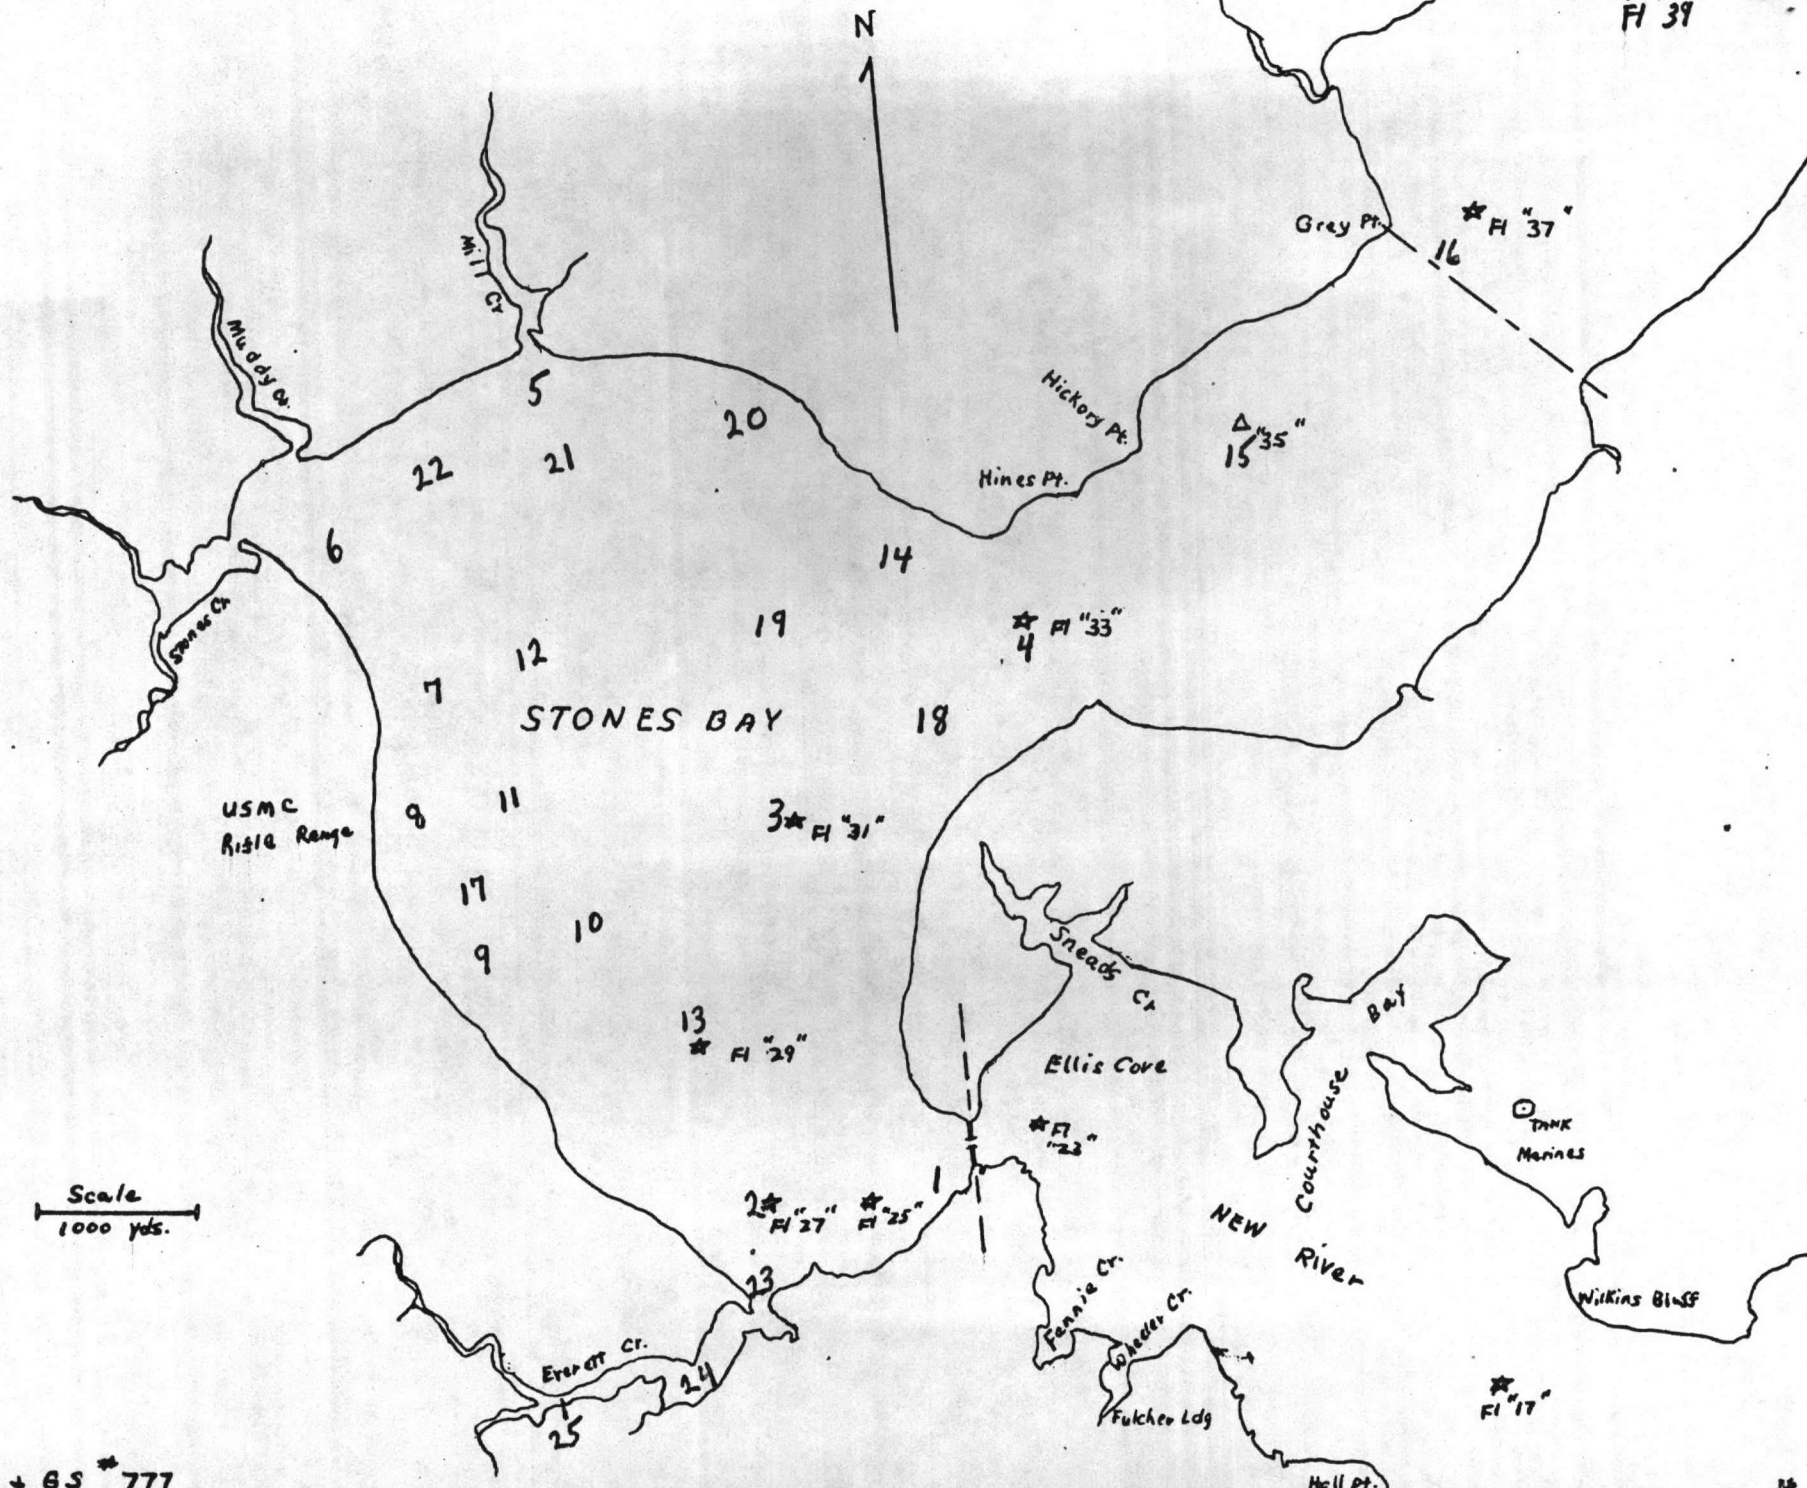 N
Fl 39
Grey Pt.
Fl "37"
16
Mill Cr
Muddy Cr.
5
20
Hickory Pt.
"35"
15
22
21
Hines Pt.
6
14
Stones Cr
19
Fl "33"
4
12
7
STONES BAY
18
USMC
Rifle Range
8
11
3
Fl "31"
17
10
9
Sneads Cr
Bay
13
Fl "29"
Ellis Cove
Courthouse
TANK
Marines
Fl
"23"
1
Scale
1000 yds.
2
Fl "27"
Fl "25"
NEW River
23
Fennie Cr.
Wheeler Cr.
Wilkins Bluff
Everett Cr.
24
25
Fulcher Ldg
Fl "17"
GS # 777
Hall Pt.